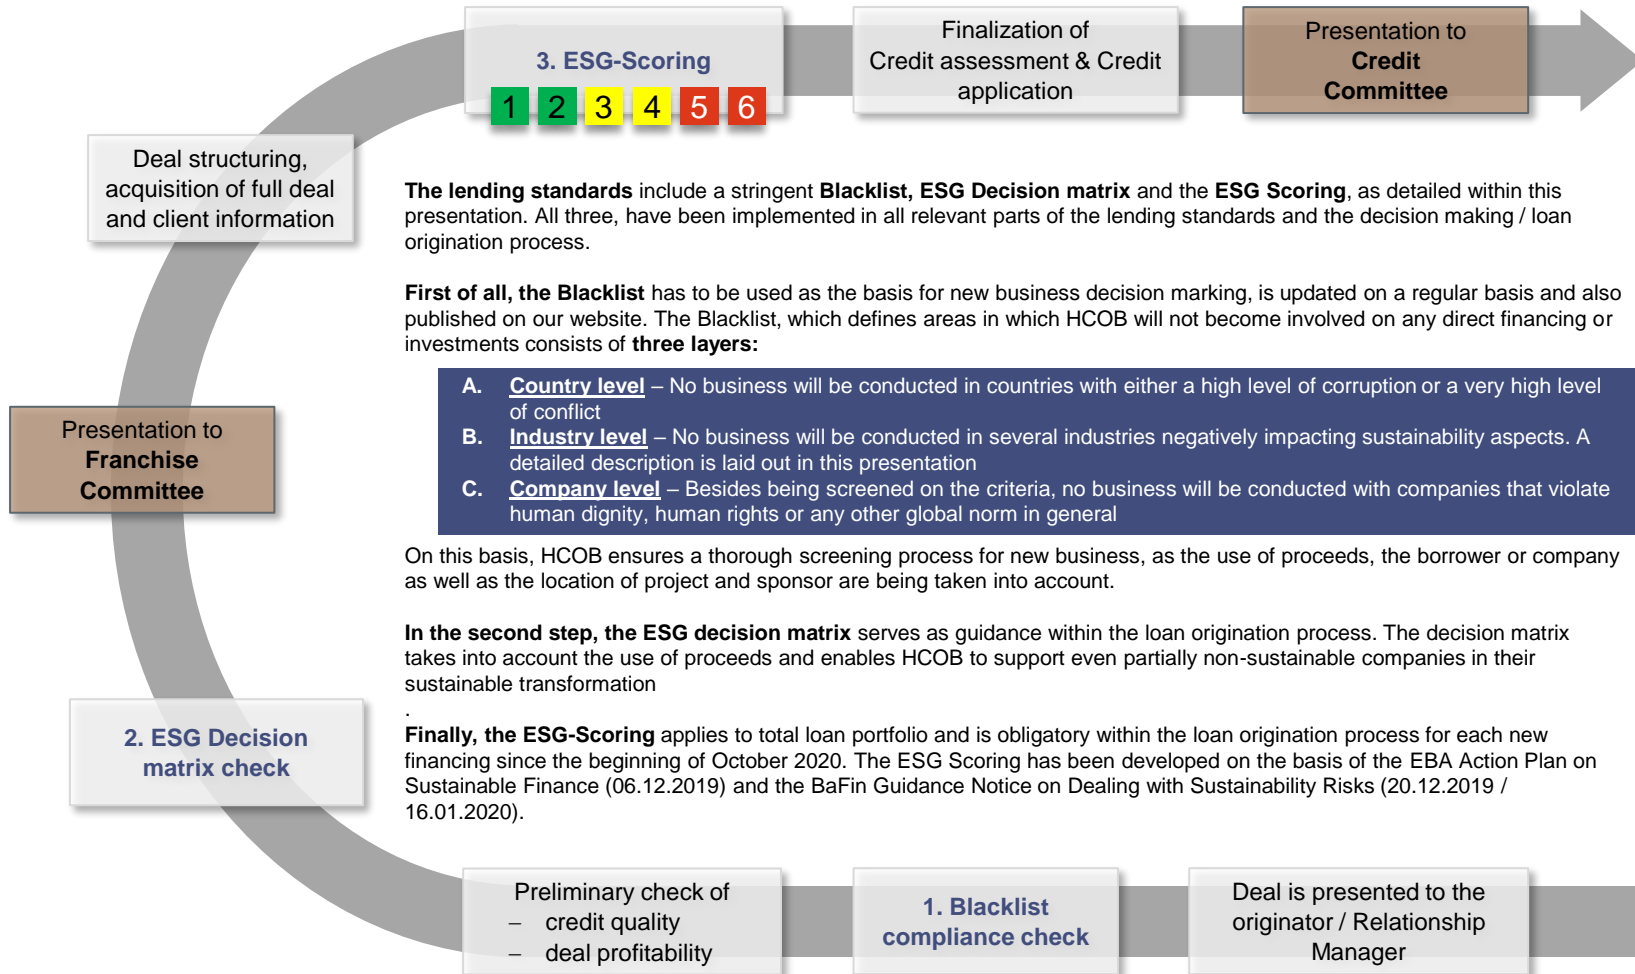 3. ESG-Scoring
1 2 3 4 5 6
Finalization of
Credit assessment & Credit
application
Presentation to
Credit
Committee
Deal structuring,
acquisition of full deal
and client information
The lending standards include a stringent Blacklist, ESG Decision matrix and the ESG Scoring, as detailed within this
presentation. All three, have been implemented in all relevant parts of the lending standards and the decision making / loan
origination process.
First of all, the Blacklist has to be used as the basis for new business decision marking, is updated on a regular basis and also
published on our website. The Blacklist, which defines areas in which HCOB will not become involved on any direct financing or
investments consists of three layers:
A. Country level – No business will be conducted in countries with either a high level of corruption or a very high level
of conflict
B. Industry level – No business will be conducted in several industries negatively impacting sustainability aspects. A
detailed description is laid out in this presentation
C. Company level – Besides being screened on the criteria, no business will be conducted with companies that violate
human dignity, human rights or any other global norm in general
Presentation to
Franchise
Committee
On this basis, HCOB ensures a thorough screening process for new business, as the use of proceeds, the borrower or company
as well as the location of project and sponsor are being taken into account.
In the second step, the ESG decision matrix serves as guidance within the loan origination process. The decision matrix
takes into account the use of proceeds and enables HCOB to support even partially non-sustainable companies in their
sustainable transformation
.
Finally, the ESG-Scoring applies to total loan portfolio and is obligatory within the loan origination process for each new
financing since the beginning of October 2020. The ESG Scoring has been developed on the basis of the EBA Action Plan on
Sustainable Finance (06.12.2019) and the BaFin Guidance Notice on Dealing with Sustainability Risks (20.12.2019 /
16.01.2020).
2. ESG Decision
matrix check
Preliminary check of
– credit quality
– deal profitability
1. Blacklist
compliance check
Deal is presented to the
originator / Relationship
Manager